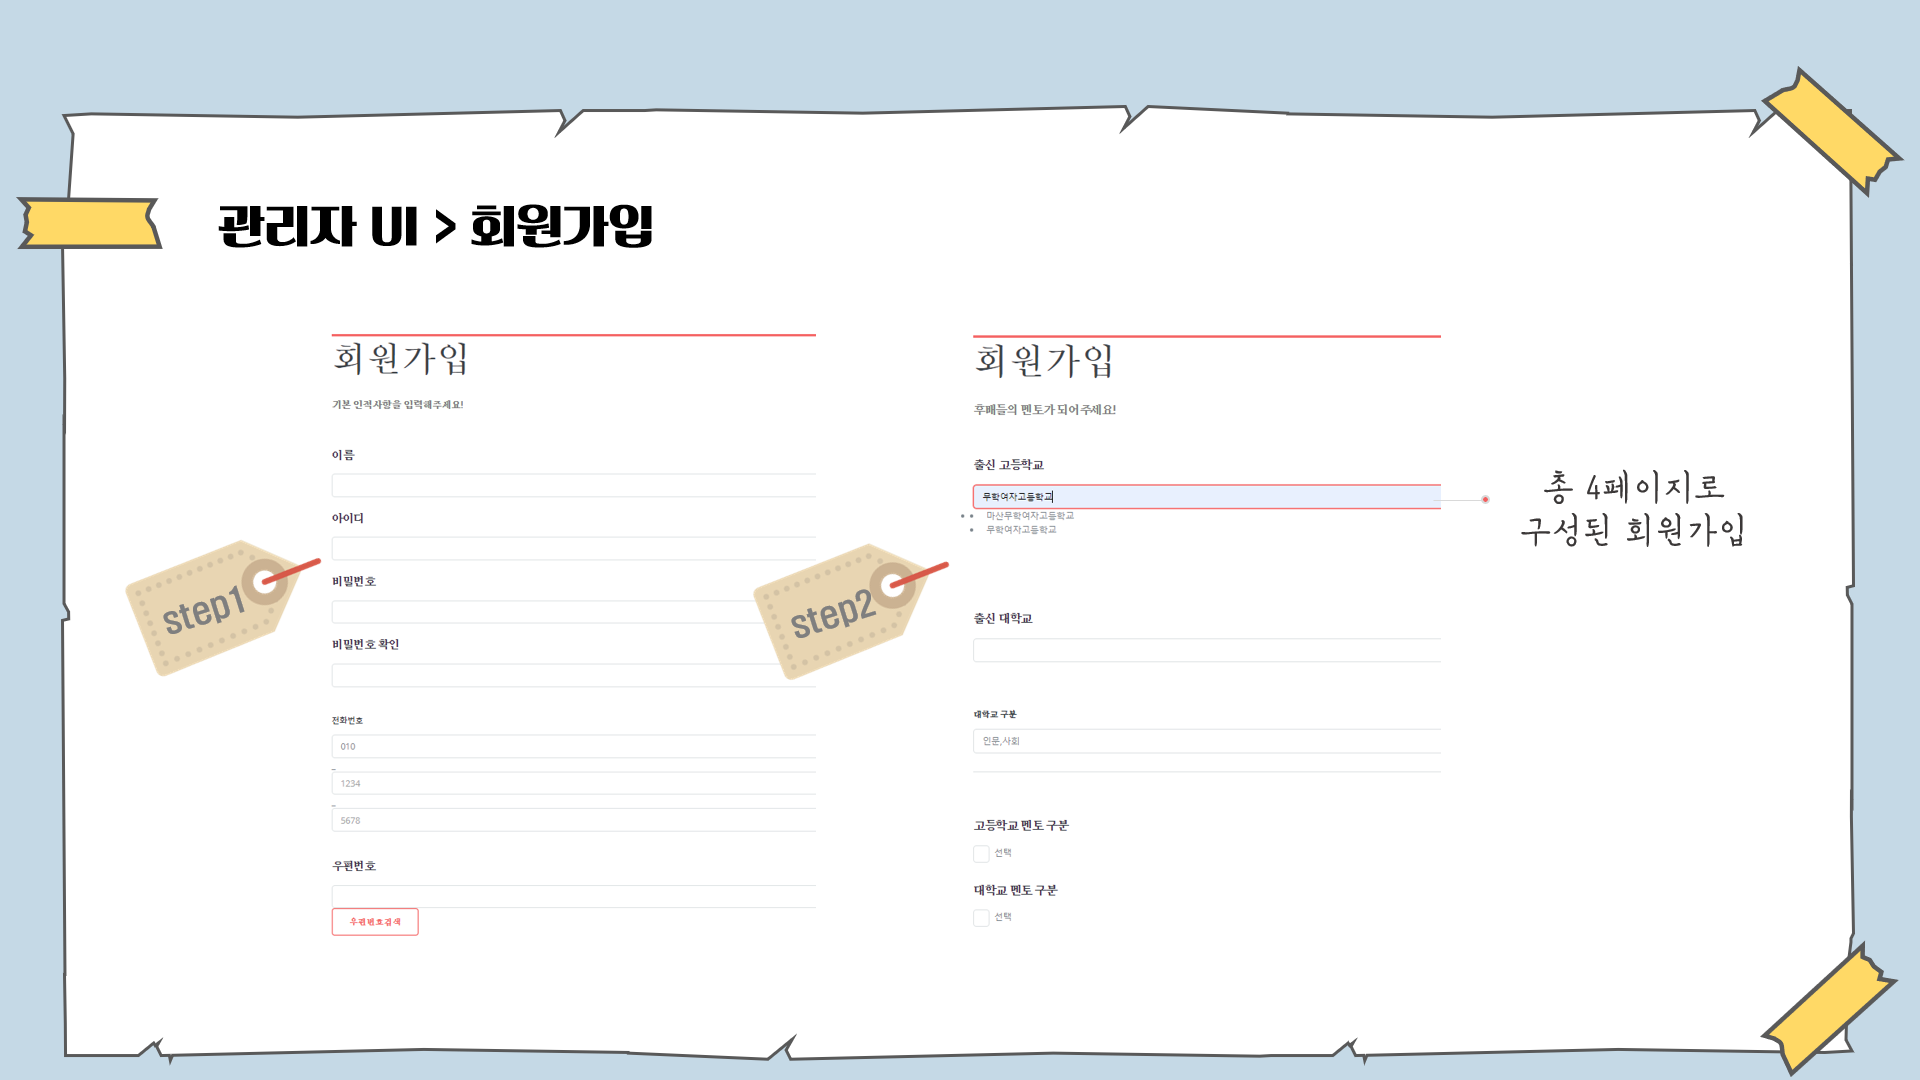 관리자 UI > 회원가입
회원가입
기본 인적사항을 입력해주세요!
이름
아이디
비밀번호
비밀번호 확인
전화번호
010
–
1234
–
5678
우편번호
우편번호검색
step1
회원가입
후배들의 멘토가 되어주세요!
출신 고등학교
무학여자고등학교
마산무학여자고등학교
무학여자고등학교
출신 대학교
대학교 구분
인문,사회
고등학교 멘토 구분
선택
대학교 멘토 구분
선택
step2
총 4페이지로
구성된 회원가입